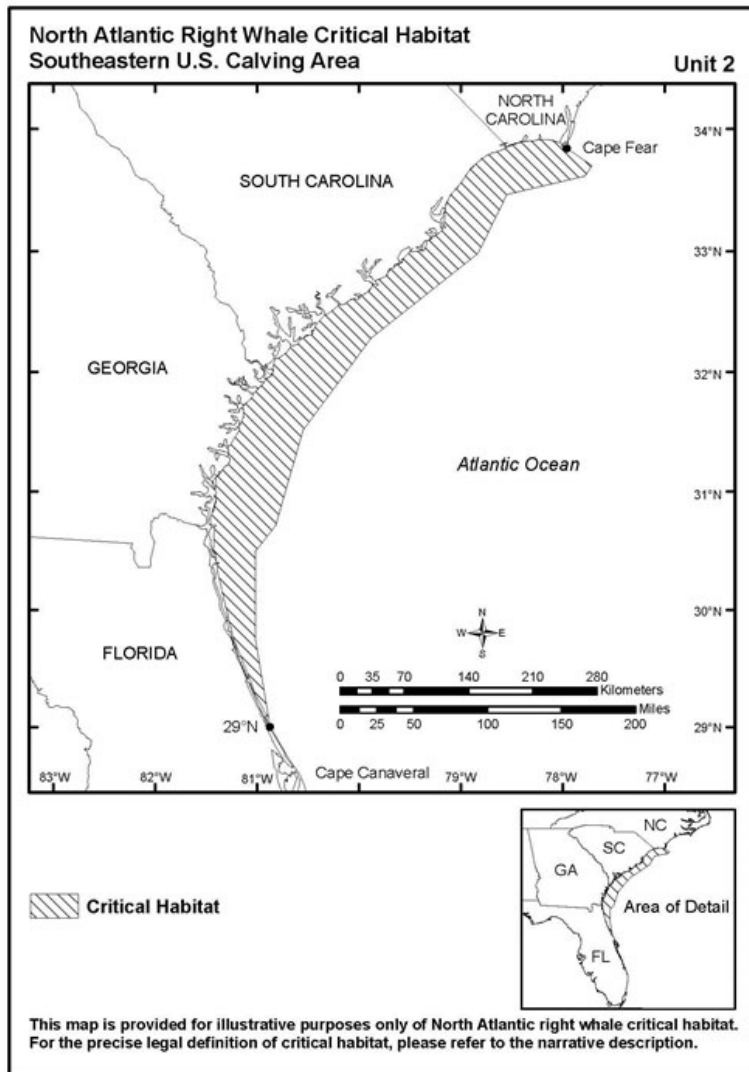 North Atlantic Right Whale Critical Habitat
Southeastern U.S. Calving Area
Unit 2
NORTH
CAROLINA
34°N
Cape Fear
SOUTH CAROLINA
33°N
GEORGIA
32°N
Atlantic Ocean
31°N
N
W E
S
30°N
FLORIDA
0 35 70 140 210 280
Kilometers
Miles
0 25 50 100 150 200
29°N
29°N
Cape Canaveral
83°W 82°W 81°W 79°W 78°W 77°W
NC
SC
GA
Area of Detail
FL
Critical Habitat
This map is provided for illustrative purposes only of North Atlantic right whale critical habitat.
For the precise legal definition of critical habitat, please refer to the narrative description.